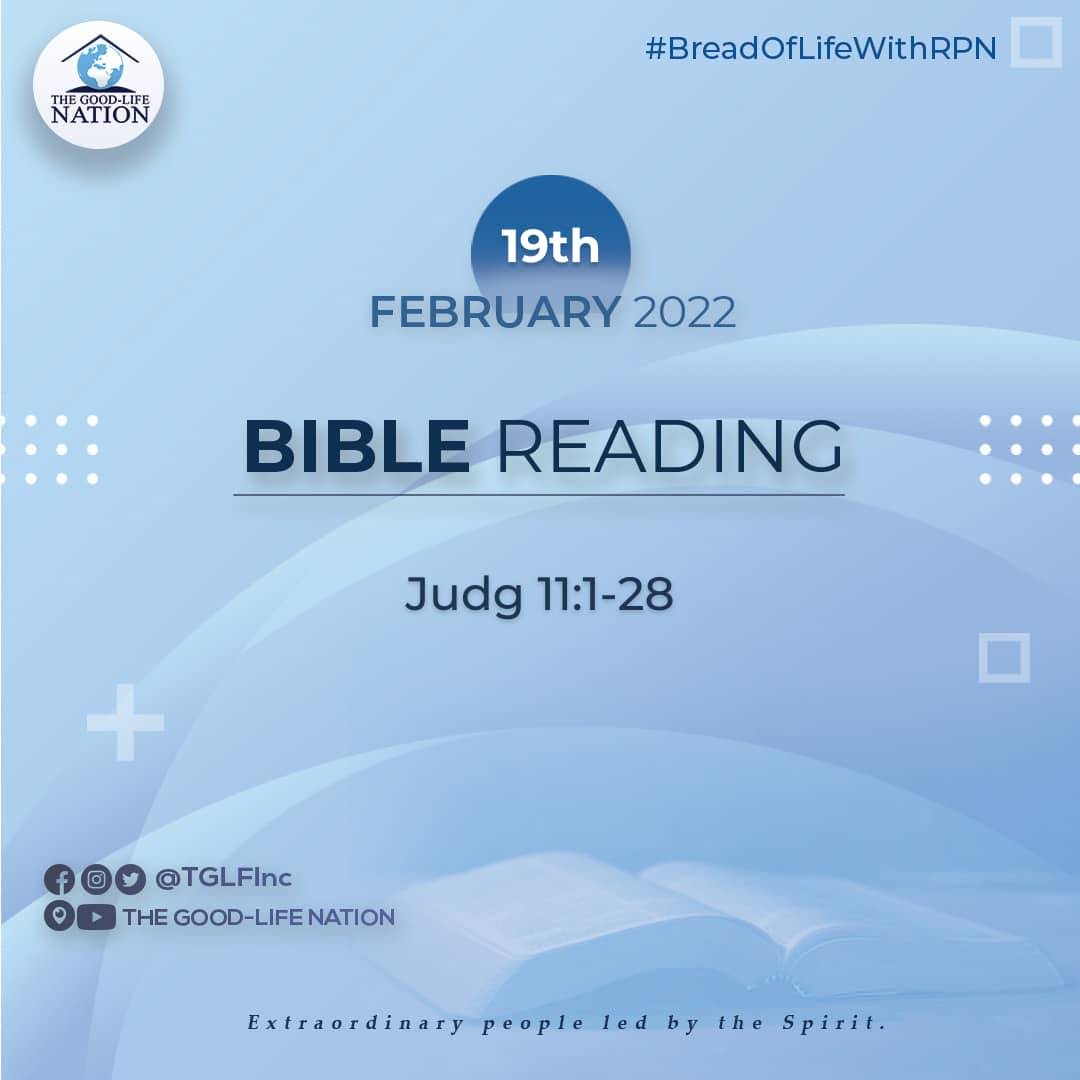 THE GOOD-LIFE
NATION
#BreadOfLifeWithRPN
19th
FEBRUARY 2022
BIBLE READING
Judg 11:1-28
@TGLFInc
THE GOOD-LIFE NATION
Extraordinary people led by the Spirit.